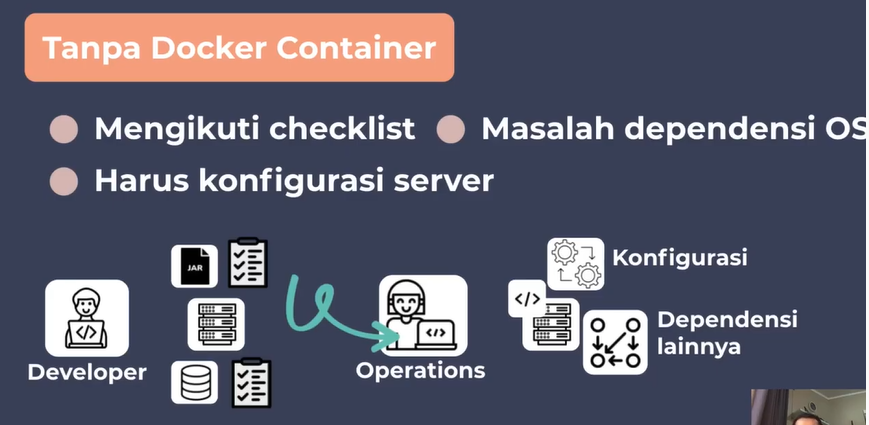 Tanpa Docker Container
Mengikuti checklist
Masalah dependensi OS
Harus konfigurasi server
JAR
Developer
Operations
Konfigurasi
Dependensi
lainnya